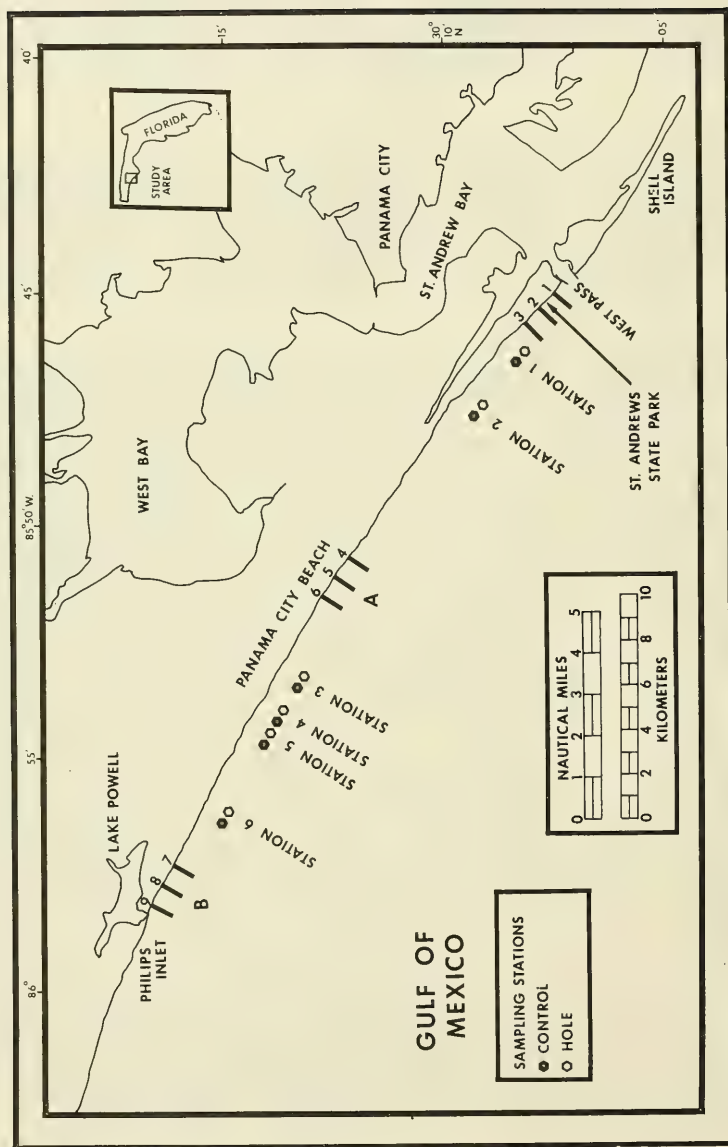 40'
45'
85°50' W.
55'
86°
15'
30°
10
N
05
FLORIDA
STUDY
AREA
PANAMA CITY
ST. ANDREW BAY
WEST BAY
SHELL
ISLAND
WEST PASS
ST. ANDREWS
STATE PARK
1
2
3
STATION 1
STATION 2
PANAMA CITY BEACH
4
5
6
A
STATION 3
STATION 4
STATION 5
STATION 6
LAKE POWELL
PHILIPS
INLET
7
8
9
B
GULF OF
MEXICO
SAMPLING STATIONS
CONTROL
HOLE
NAUTICAL MILES
0 1 2 3 4 5
0 2 4 6 8 10
KILOMETERS